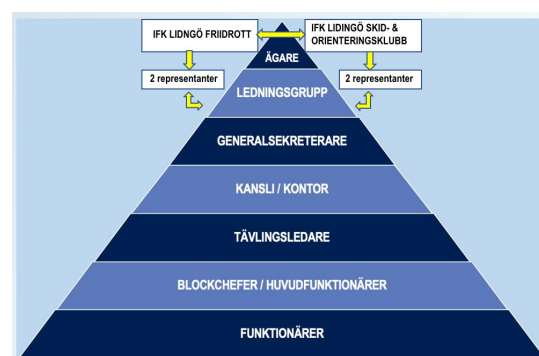 IFK LIDNGÖ FRIIDROTT
IFK LIDINGÖ SKID- &
ORIENTERINGSKLUBB
ÄGARE
2 representanter
2 representanter
LEDNINGSGRUPP
GENERALSEKRETERARE
KANSLI / KONTOR
TÄVLINGSLEDARE
BLOCKCHEFER / HUVUDFUNKTIONÄRER
FUNKTIONÄRER